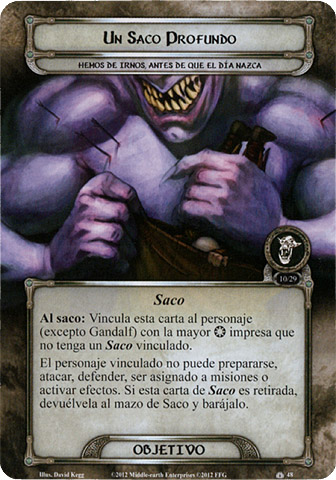 Un Saco Profundo
Hemos de irnos, antes de que el día nazca
10/29
Saco
Al saco: Vincula esta carta al personaje
(excepto Gandalf) con la mayor impresa que
no tenga un Saco vinculado.
El personaje vinculado no puede prepararse,
atacar, defender, ser asignado a misiones o
activar efectos. Si esta carta de Saco es retirada,
devuélvela al mazo de Saco y barájalo.
Objetivo
Illus. David Kegg ©2012 Middle-earth Enterprises ©2012 FFG 48